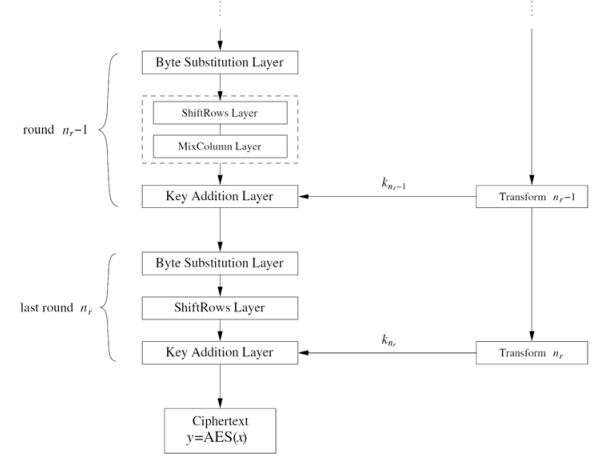 Byte Substitution Layer
ShiftRows Layer
round n_r−1
MixColumn Layer
k_{n_r−1}
Key Addition Layer
Transform n_r−1
Byte Substitution Layer
last round n_r
ShiftRows Layer
k_{n_r}
Key Addition Layer
Transform n_r
Ciphertext
y=AES(x)